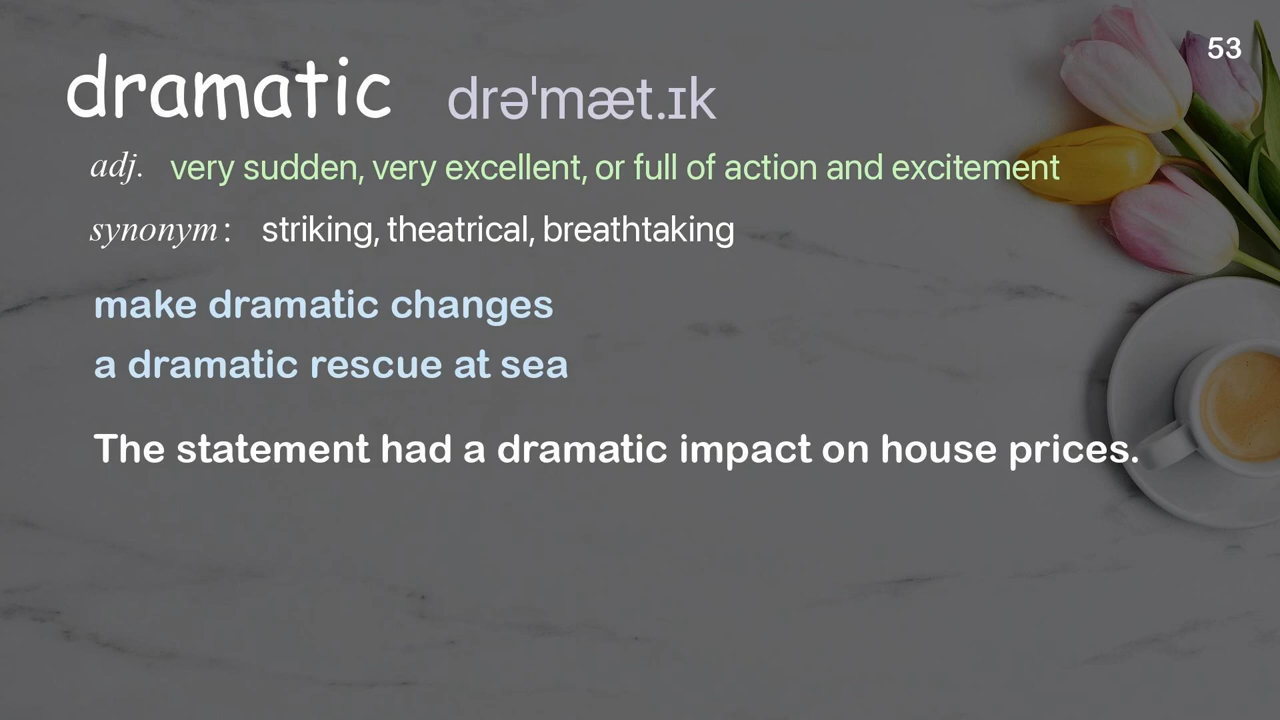 53
dramatic drəˈmæt.ɪk
adj. very sudden, very excellent, or full of action and excitement
synonym : striking, theatrical, breathtaking
make dramatic changes
a dramatic rescue at sea
The statement had a dramatic impact on house prices.